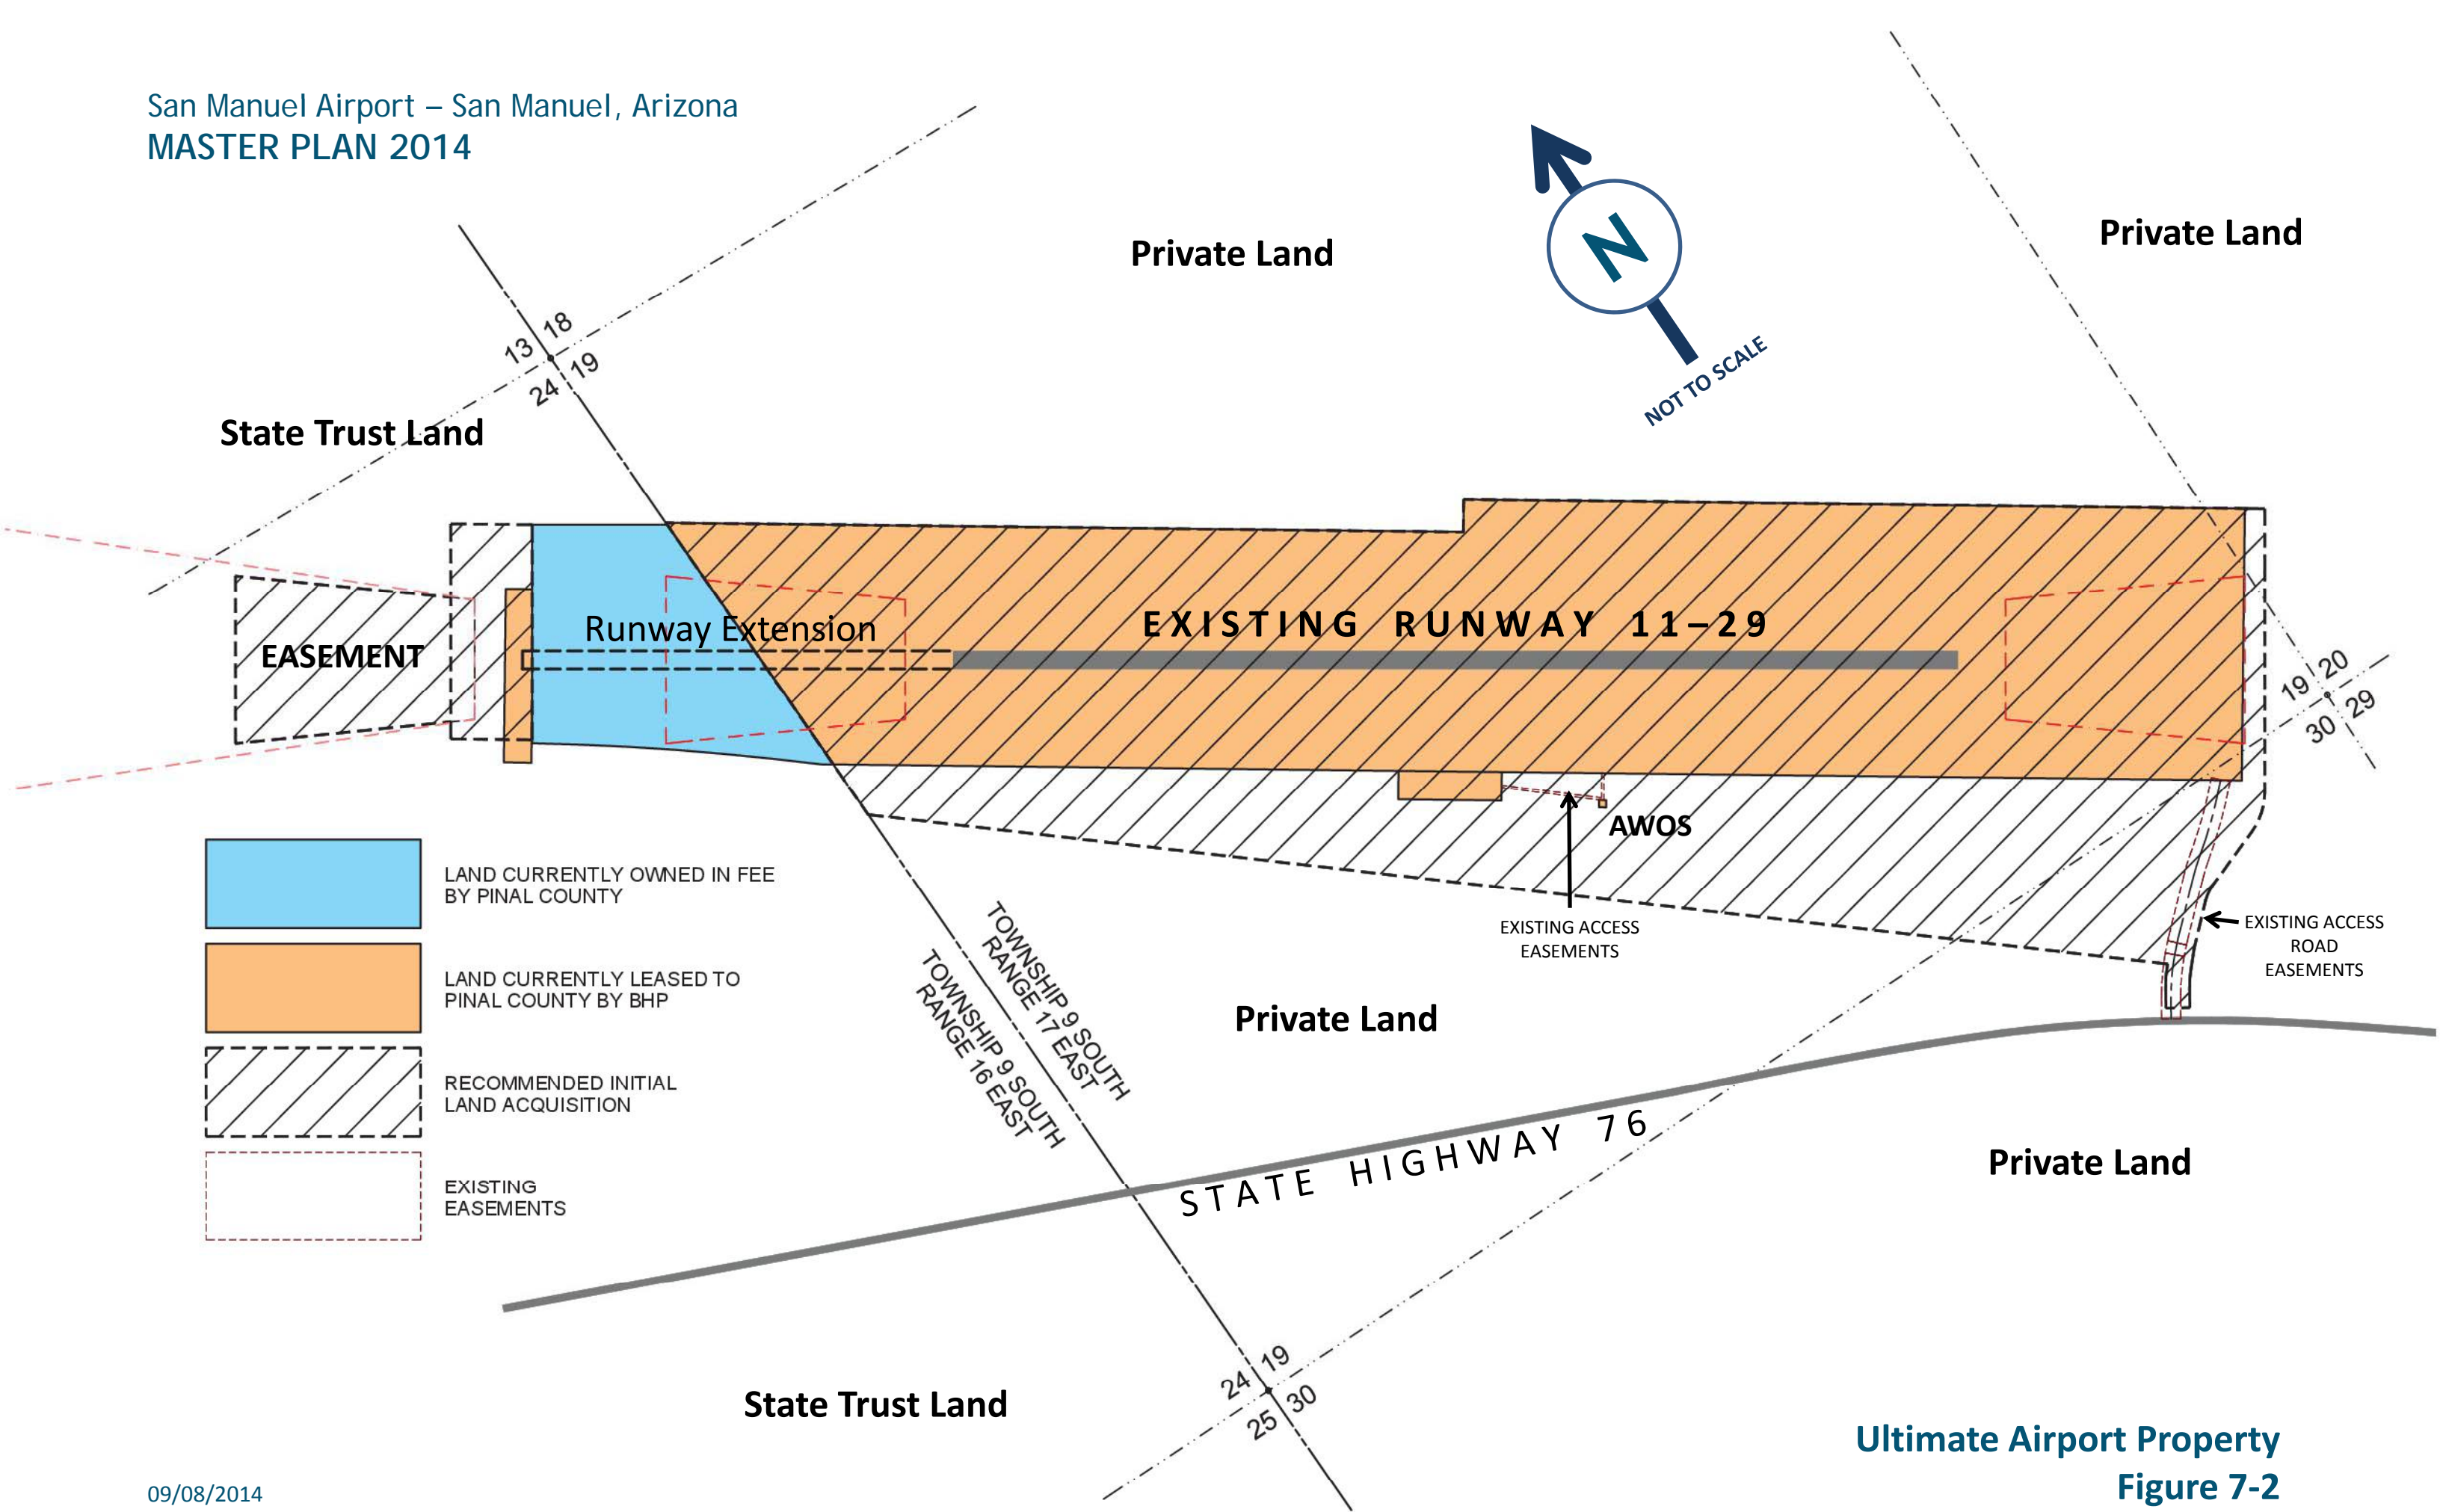 San Manuel Airport – San Manuel, Arizona
MASTER PLAN 2014
N
NOT TO SCALE
Private Land
Private Land
13 18
24 19
State Trust Land
Runway Extension
EXISTING RUNWAY 11–29
EASEMENT
19 20
30 29
AWOS
EXISTING ACCESS
EASEMENTS
EXISTING ACCESS
ROAD
EASEMENTS
LAND CURRENTLY OWNED IN FEE
BY PINAL COUNTY
LAND CURRENTLY LEASED TO
PINAL COUNTY BY BHP
RECOMMENDED INITIAL
LAND ACQUISITION
EXISTING
EASEMENTS
TOWNSHIP 9 SOUTH
RANGE 17 EAST
TOWNSHIP 9 SOUTH
RANGE 16 EAST
Private Land
STATE HIGHWAY 76
Private Land
24 19
25 30
State Trust Land
Ultimate Airport Property
Figure 7-2
09/08/2014